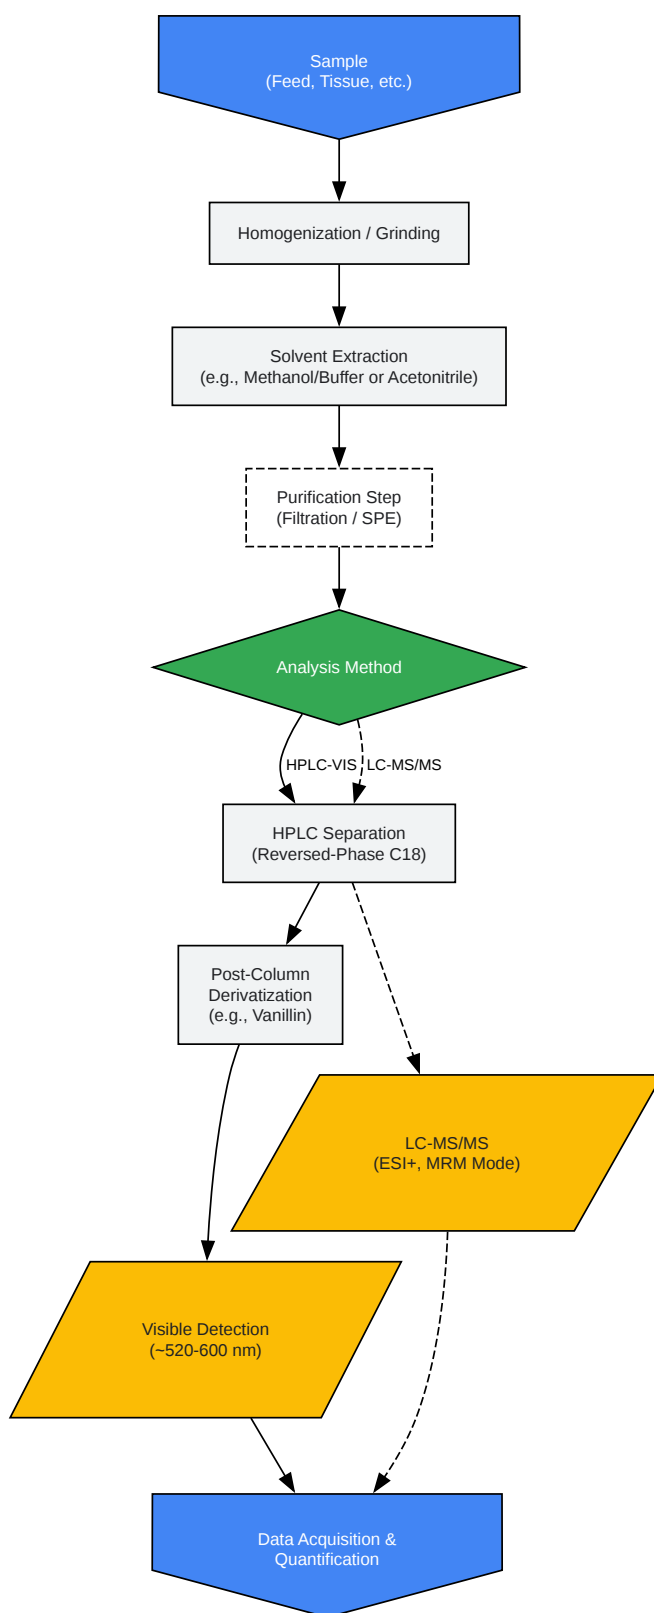 Sample
(Feed, Tissue, etc.)
Homogenization / Grinding
Solvent Extraction
(e.g., Methanol/Buffer or Acetonitrile)
Purification Step
(Filtration / SPE)
Analysis Method
HPLC-VIS
LC-MS/MS
HPLC Separation
(Reversed-Phase C18)
Post-Column
Derivatization
(e.g., Vanillin)
LC-MS/MS
(ESI+, MRM Mode)
Visible Detection
(~520-600 nm)
Data Acquisition &
Quantification